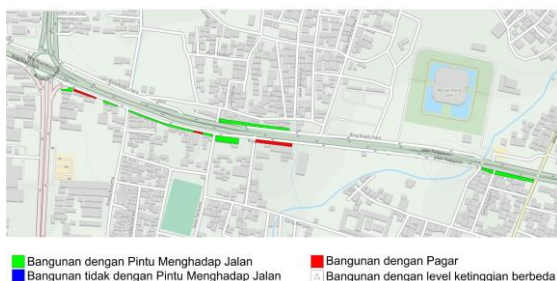 Bangunan dengan Pintu Menghadap Jalan
Bangunan dengan Pagar
Bangunan tidak dengan Pintu Menghadap Jalan
Bangunan dengan level ketinggian berbeda